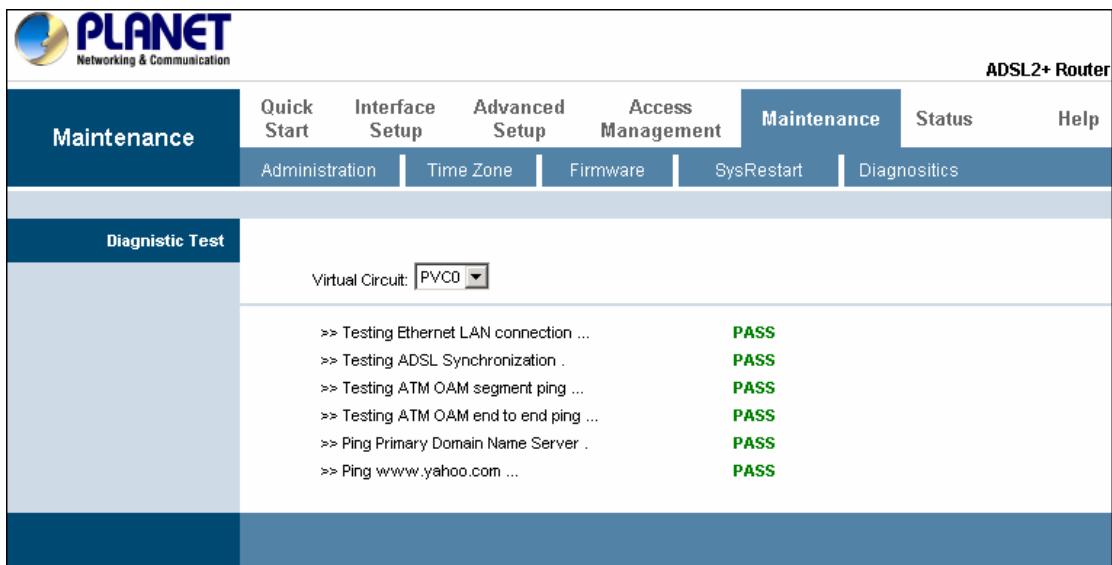 PLANET
Networking & Communication
ADSL2+ Router
Maintenance
Quick Start
Interface Setup
Advanced Setup
Access Management
Maintenance
Status
Help
Administration
Time Zone
Firmware
SysRestart
Diagnositics
Diagnistic Test
Virtual Circuit: PVC0
>> Testing Ethernet LAN connection ... PASS
>> Testing ADSL Synchronization . PASS
>> Testing ATM OAM segment ping ... PASS
>> Testing ATM OAM end to end ping ... PASS
>> Ping Primary Domain Name Server . PASS
>> Ping www.yahoo.com ... PASS